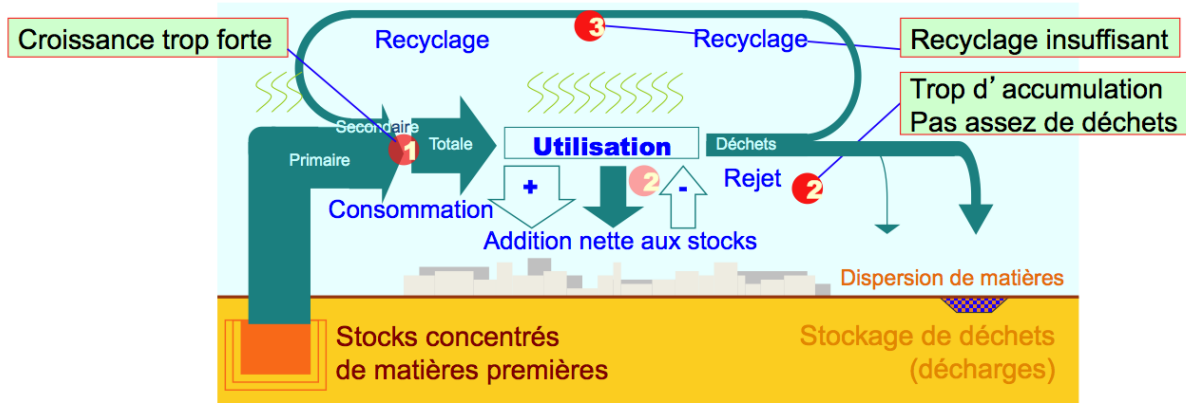 Croissance trop forte
Recyclage
3
Recyclage
Recyclage insuffisant
Trop d’accumulation
Pas assez de déchets
Secondaire
1
Totale
Primaire
Utilisation
Déchets
+
2
-
Rejet
2
Consommation
Addition nette aux stocks
Dispersion de matières
Stocks concentrés
de matières premières
Stockage de déchets
(décharges)